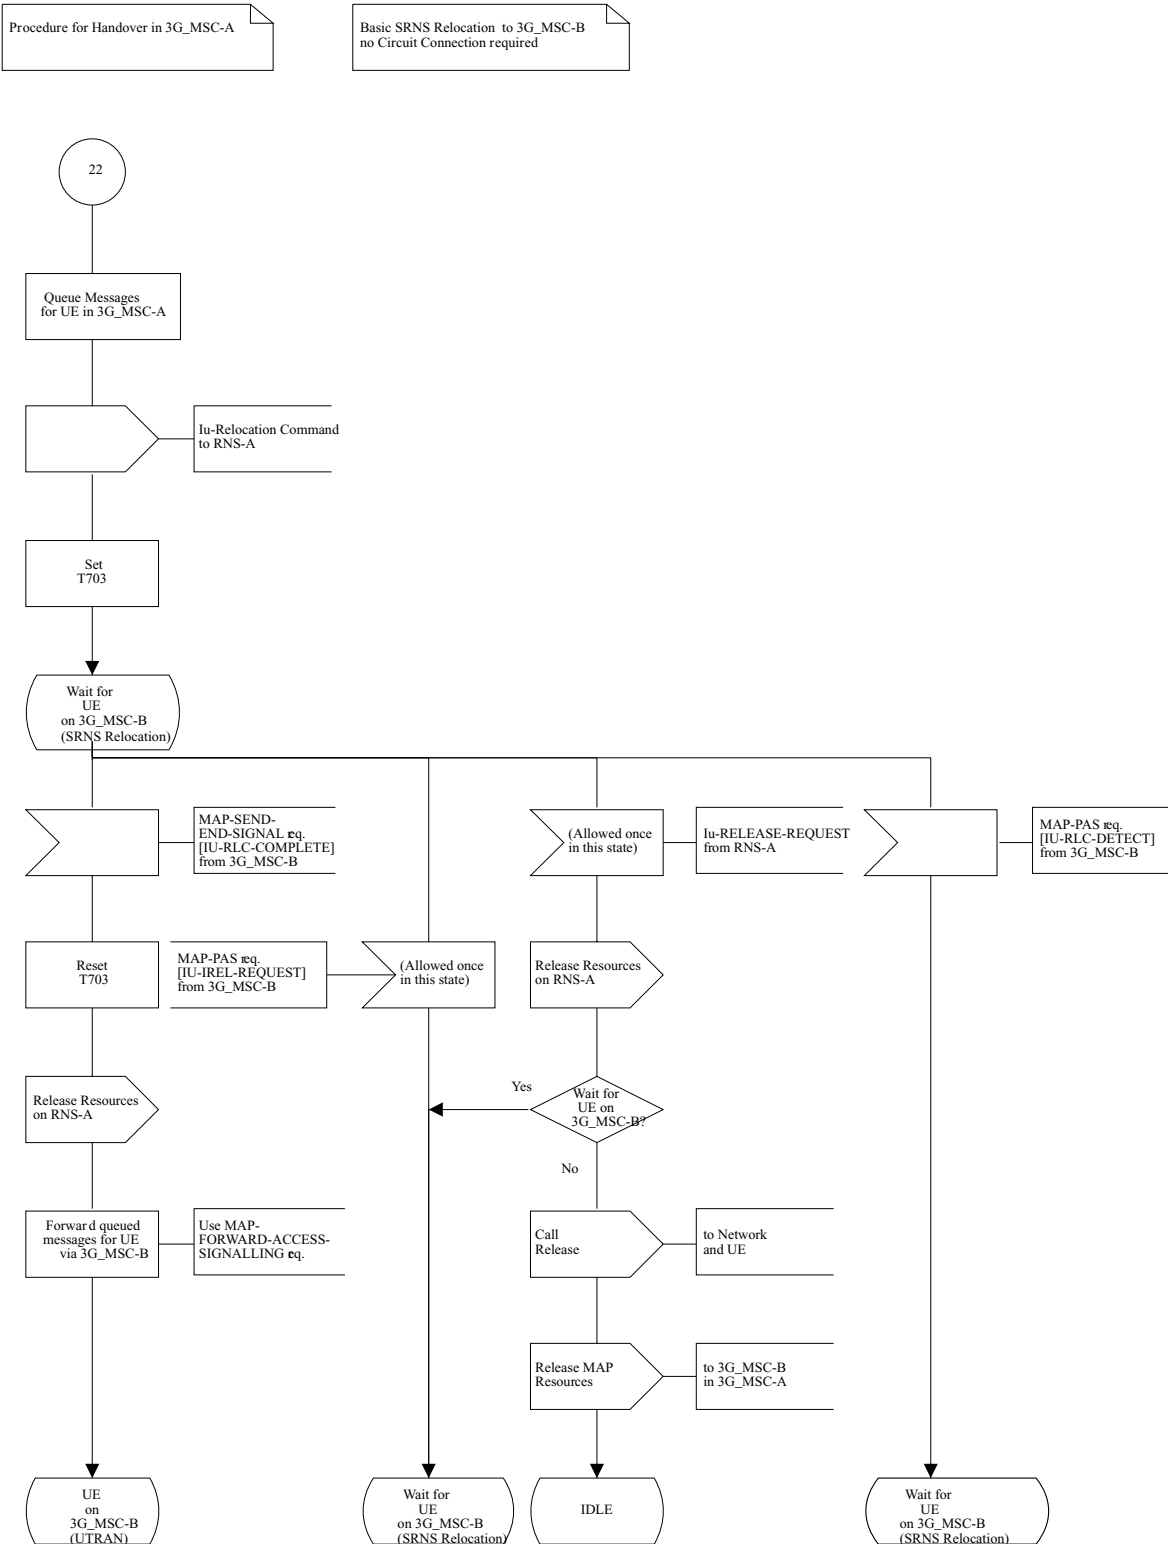 Procedure for Handover in 3G_MSC-A
Basic SRNS Relocation to 3G_MSC-B
no Circuit Connection required
22
Queue Messages
for UE in 3G_MSC-A
Iu-Relocation Command
to RNS-A
Set
T703
Wait for
UE
on 3G_MSC-B
(SRNS Relocation)
MAP-SEND-
END-SIGNAL req.
[IU-RLC-COMPLETE]
from 3G_MSC-B
(Allowed once
in this state)
Iu-RELEASE-REQUEST
from RNS-A
MAP-PAS req.
[IU-RLC-DETECT]
from 3G_MSC-B
Reset
T703
MAP-PAS req.
[IU-IREL-REQUEST]
from 3G_MSC-B
(Allowed once
in this state)
Release Resources
on RNS-A
Release Resources
on RNS-A
Yes
Wait for
UE on
3G_MSC-B?
No
Forward queued
messages for UE
via 3G_MSC-B
Use MAP-
FORWARD-ACCESS-
SIGNALLING req.
Call
Release
to Network
and UE
Release MAP
Resources
to 3G_MSC-B
in 3G_MSC-A
UE
on
3G_MSC-B
(UTRAN)
Wait for
UE
on 3G_MSC-B
(SRNS Relocation)
IDLE
Wait for
UE
on 3G_MSC-B
(SRNS Relocation)